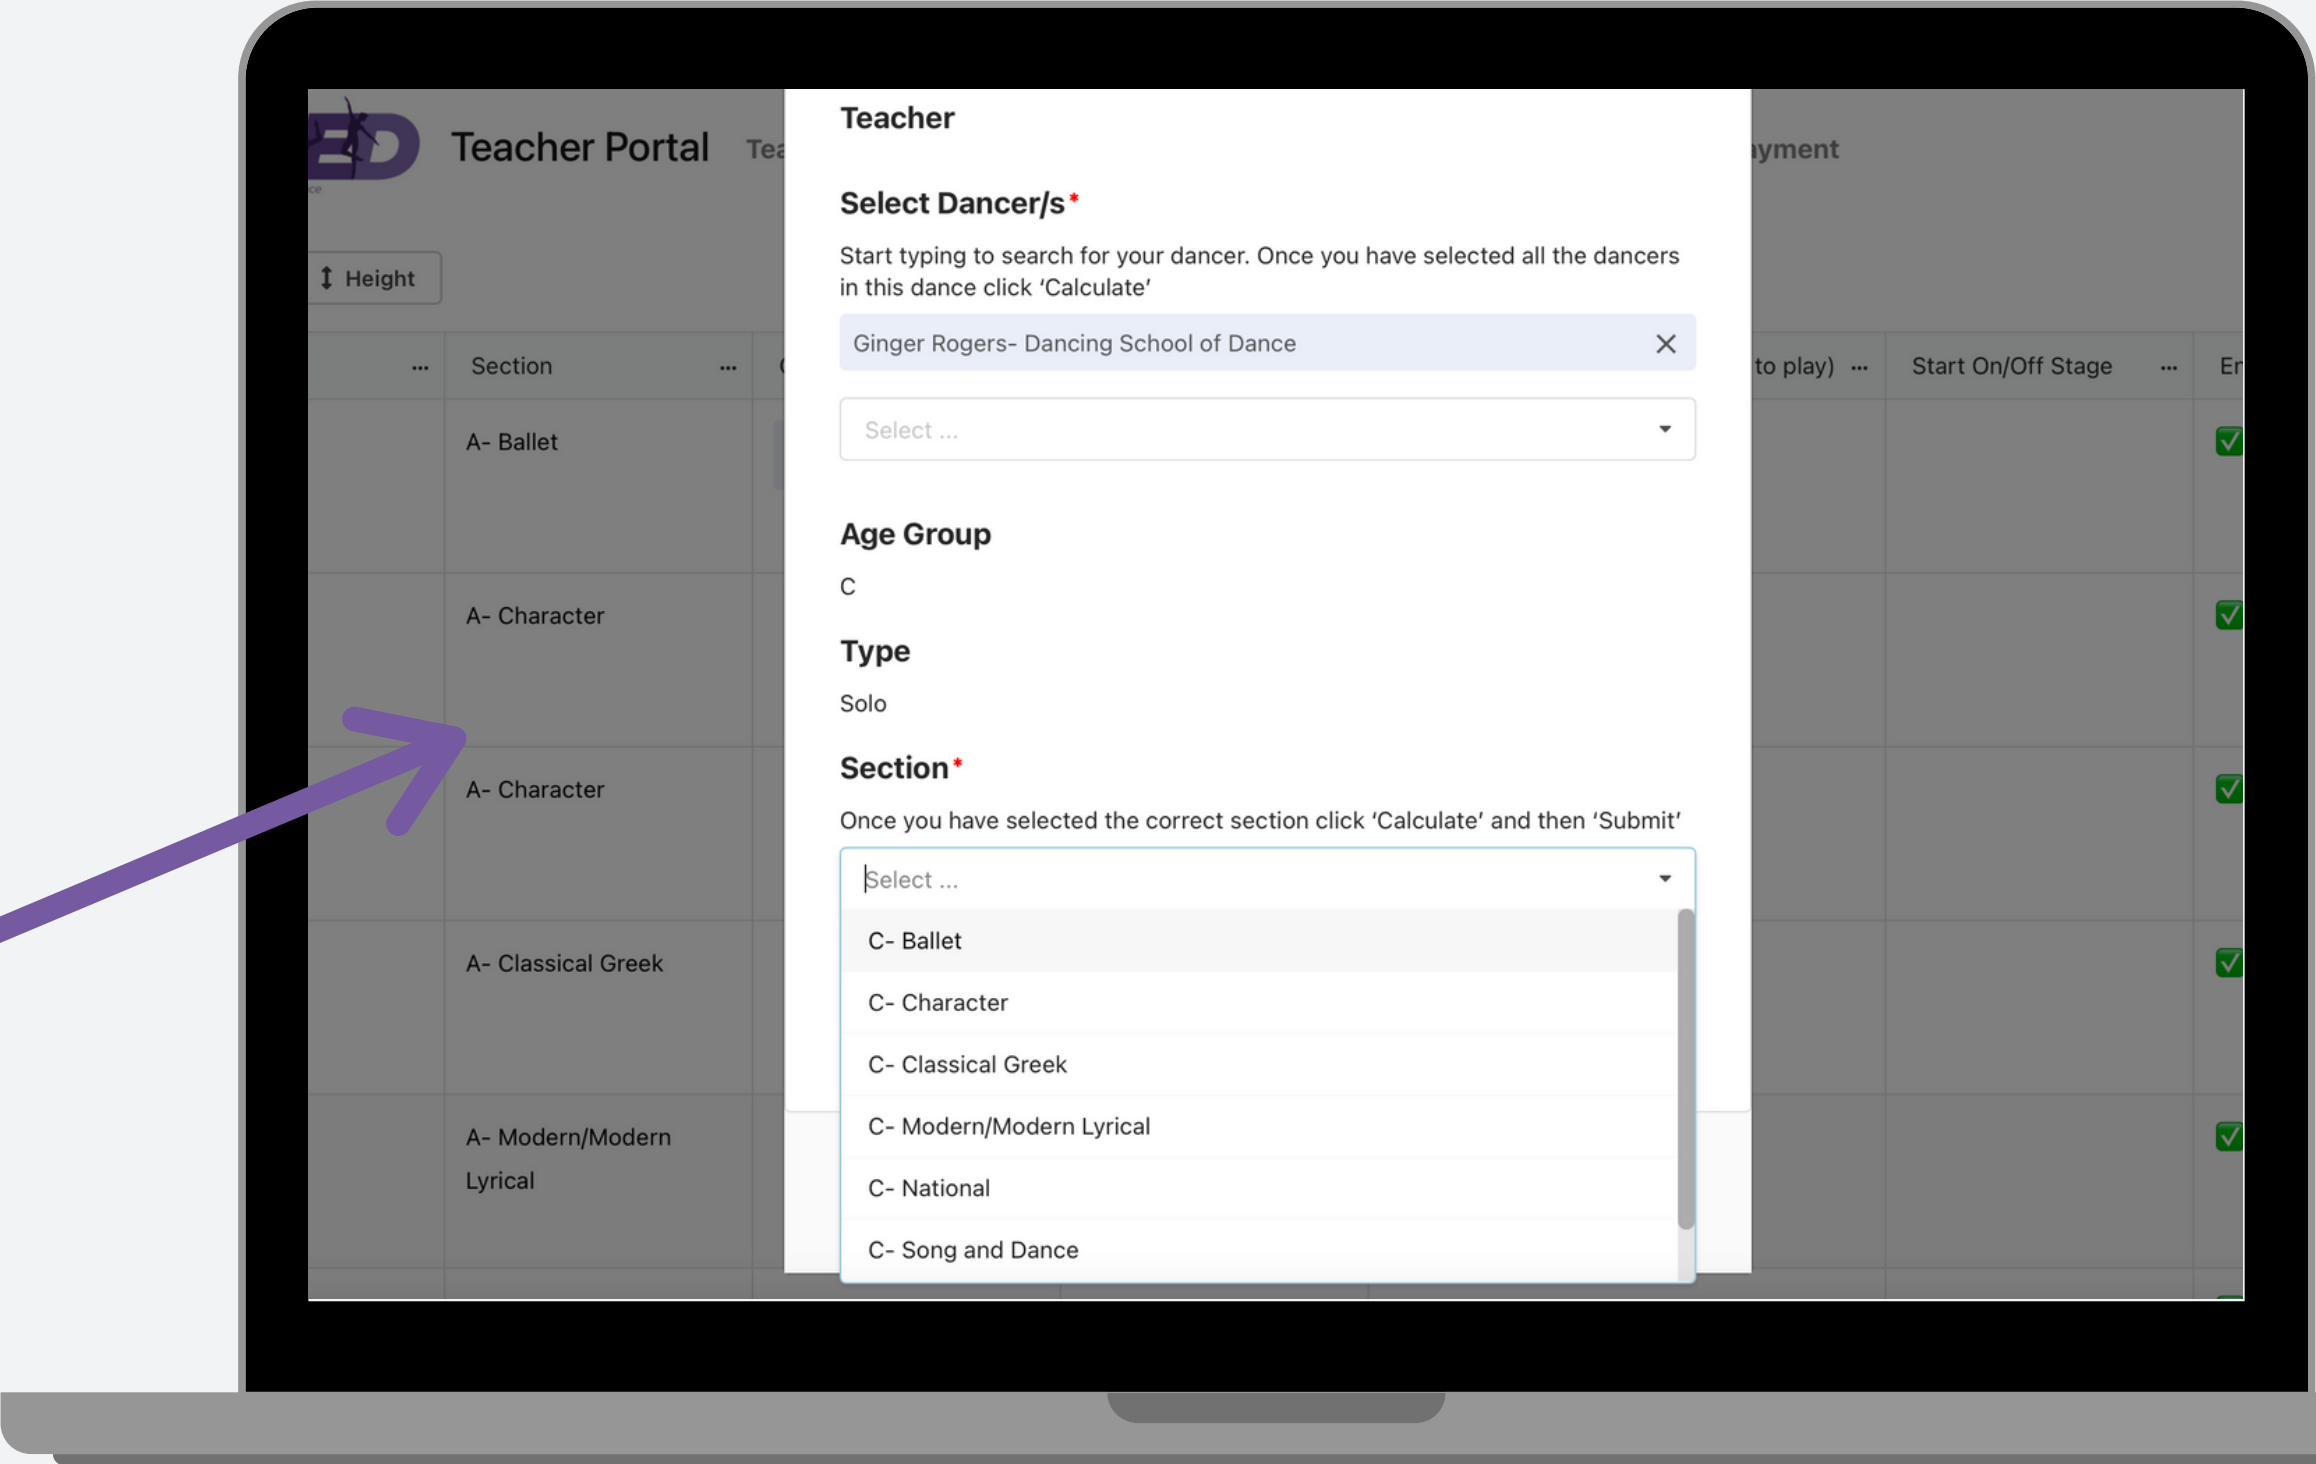 ED
ce
Teacher Portal
Height
Section
A- Ballet
A- Character
A- Character
A- Classical Greek
A- Modern/Modern
Lyrical
Teacher
Select Dancer/s*
Start typing to search for your dancer. Once you have selected all the dancers
in this dance click ‘Calculate’
Ginger Rogers- Dancing School of Dance
Select ...
Age Group
C
Type
Solo
Section*
Once you have selected the correct section click ‘Calculate’ and then ‘Submit’
Select ...
C- Ballet
C- Character
C- Classical Greek
C- Modern/Modern Lyrical
C- National
C- Song and Dance
yment
to play)
Start On/Off Stage